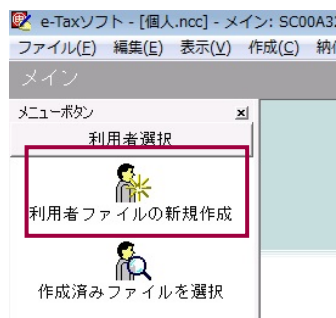 e-Taxソフト - [個人.ncc] - メイン: SC00A32
ファイル(F) 編集(E) 表示(V) 作成(C) 納
メイン
メニューボタン
利用者選択
利用者ファイルの新規作成
作成済みファイルを選択